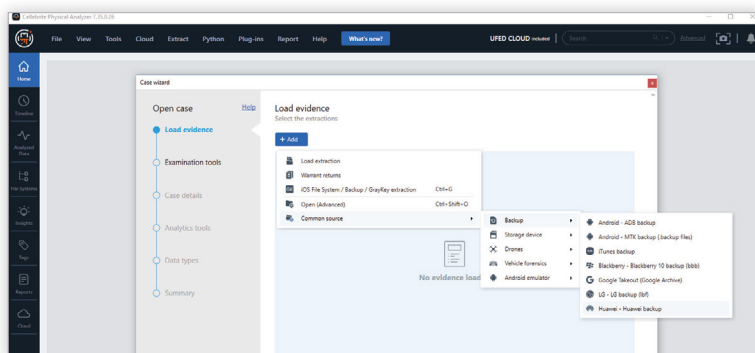 Cellebrite Physical Analyzer 7.35.0.26
File View Tools Cloud Extract Python Plug-ins Report Help What's new? UFED CLOUD included Search Advanced
Home
Timeline
Analyzed Data
File Systems
Insights
Tags
Reports
Cloud
Case wizard
Open case Help
Load evidence
Examination tools
Case details
Analytics tools
Data types
Summary
Load evidence
Select the extractions
+ Add
Load extraction
Warrant returns
iOS File System / Backup / GrayKey extraction Ctrl+G
Open (Advanced) Ctrl+Shift+O
Common source
No evidence load
Backup
Storage device
Drones
Vehicle forensics
Android emulator
Android - ADB backup
Android - MTK backup (.backup files)
iTunes backup
Blackberry - Blackberry 10 backup (bbb)
Google Takeout (Google Archive)
LG - LG backup (lbf)
Huawei - Huawei backup